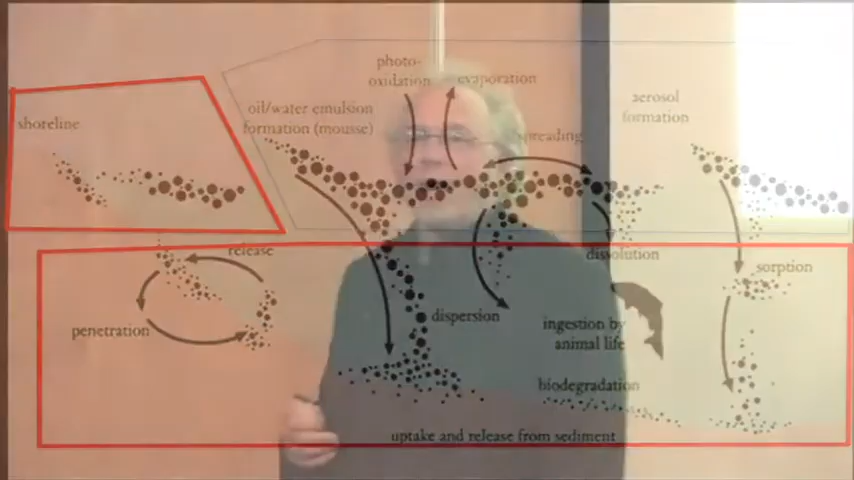 photo-
oxidation
evaporation
aerosol
formation
oil/water emulsion
formation (mousse)
shoreline
spreading
release
dissolution
sorption
penetration
dispersion
ingestion by
animal life
biodegradation
uptake and release from sediment